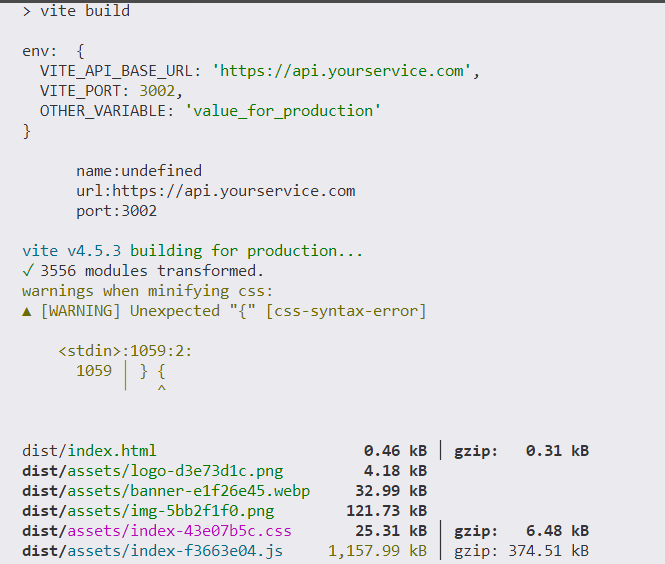 > vite build
env:  {
  VITE_API_BASE_URL: 'https://api.yourservice.com',
  VITE_PORT: 3002,
  OTHER_VARIABLE: 'value_for_production'
}
      name:undefined
      url:https://api.yourservice.com
      port:3002
vite v4.5.3 building for production...
✓ 3556 modules transformed.
warnings when minifying css:
▲ [WARNING] Unexpected "{" [css-syntax-error]
    <stdin>:1059:2:
      1059 │ } {
           │   ^
dist/index.html                       0.46 kB │ gzip:   0.31 kB
dist/assets/logo-d3e73d1c.png         4.18 kB
dist/assets/banner-e1f26e45.webp     32.99 kB
dist/assets/img-5bb2f1f0.png        121.73 kB
dist/assets/index-43e07b5c.css       25.31 kB │ gzip:   6.48 kB
dist/assets/index-f3663e04.js     1,157.99 kB │ gzip: 374.51 kB